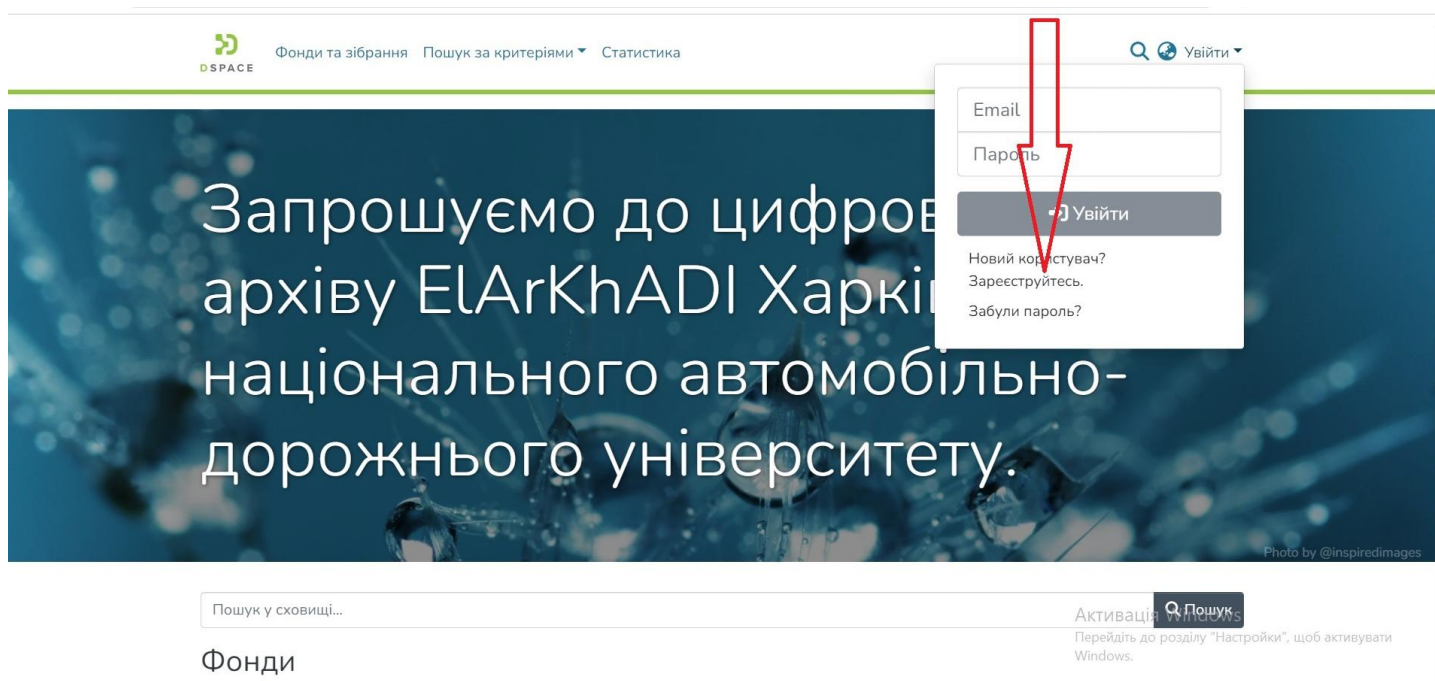 DSPACE
Фонди та зібрання Пошук за критеріями Статистика
Увійти
Email
Пароль
Увійти
Новий користувач?
Зареєструйтесь.
Забули пароль?
Запрошуємо до цифров
архіву ElArKhADI Харкі
національного автомобільно-
дорожнього університету.
Photo by @inspiredimages
Пошук у сховищі...
Пошук
Активація Windows
Перейдіть до розділу "Настройки", щоб активувати
Windows.
Фонди